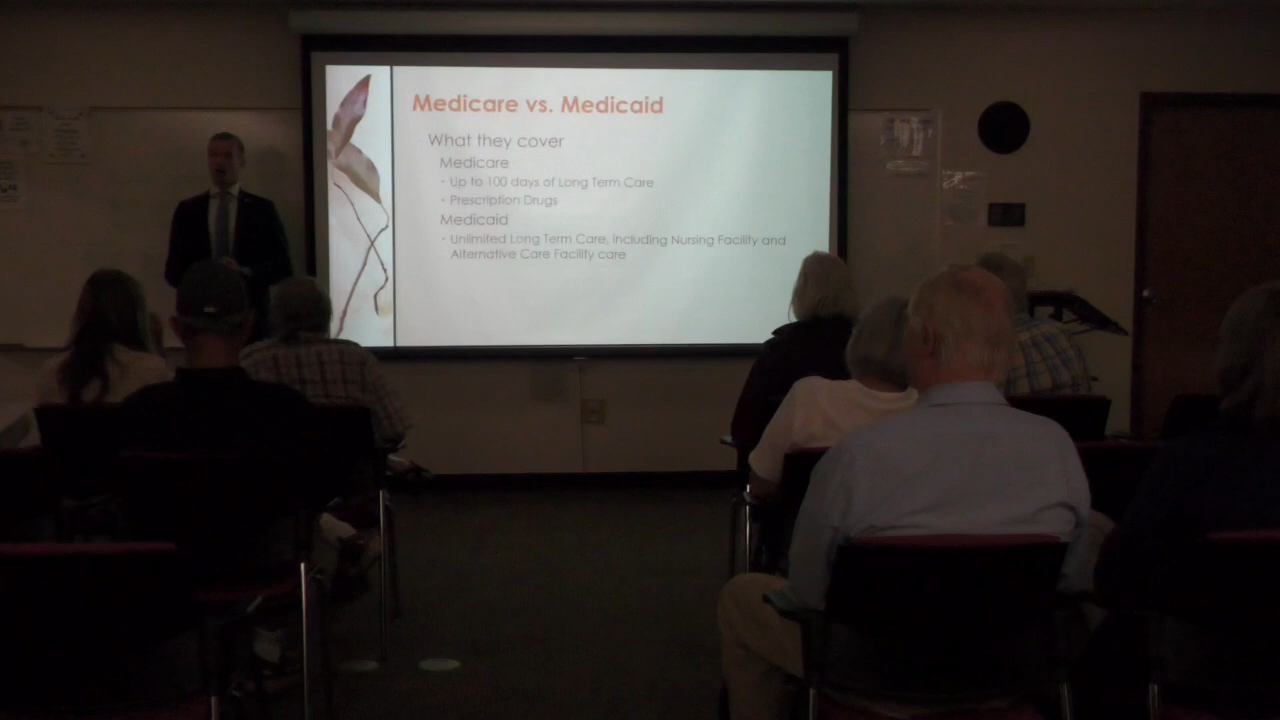 Medicare vs. Medicaid
What they cover
Medicare
• Up to 100 days of Long Term Care
• Prescription Drugs
Medicaid
• Unlimited Long Term Care, including Nursing Facility and
Alternative Care Facility care